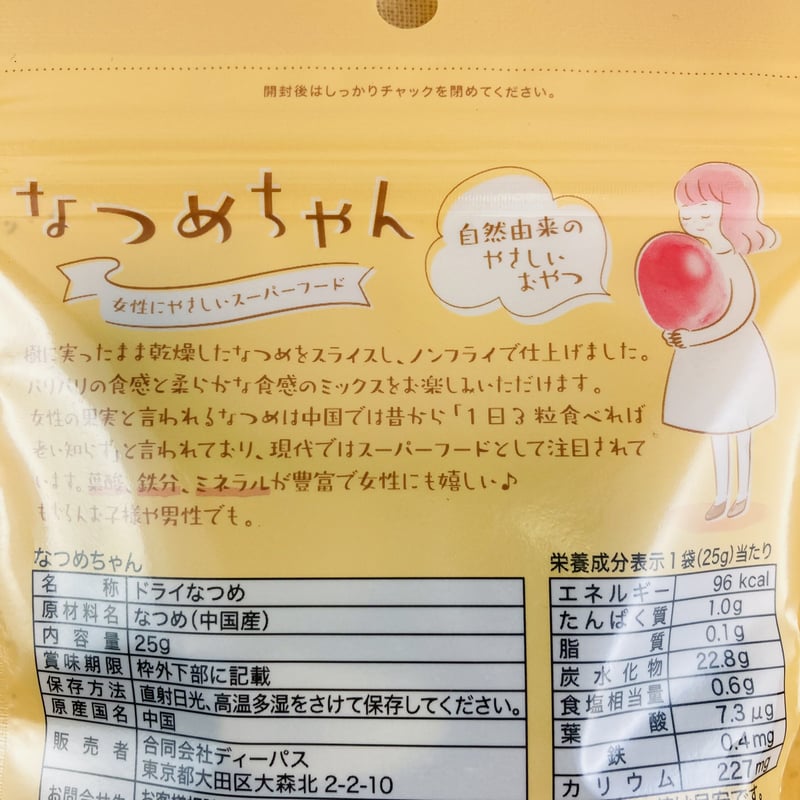 開封後はしっかりチャックを閉めてください。
なつめちゃん
自然由来の
やさしい
おやつ
女性にやさしいスーパーフード
樹に実ったまま乾燥したなつめをスライスし、ノンフライで仕上げました。
パリパリの食感と柔らかな食感のミックスをお楽しみいただけます。
女性の果実と言われるなつめは中国では昔から「1日3粒食べれば
老い知らず」と言われており、現代ではスーパーフードとして注目されて
います。葉酸、鉄分、ミネラルが豊富で女性にも嬉しい♪
もちろんお子様や男性でも。
なつめちゃん
名称 ドライなつめ
原材料名 なつめ(中国産)
内容量 25g
賞味期限 枠外下部に記載
保存方法 直射日光、高温多湿をさけて保存してください。
原産国名 中国
販売者 合同会社ディーパス
東京都大田区大森北2-2-10
栄養成分表示1袋(25g)当たり
エネルギー 96 kcal
たんぱく質 1.0g
脂質 0.1g
炭水化物 22.8g
食塩相当量 0.6g
葉酸 7.3μg
鉄 0.4mg
カリウム 227mg